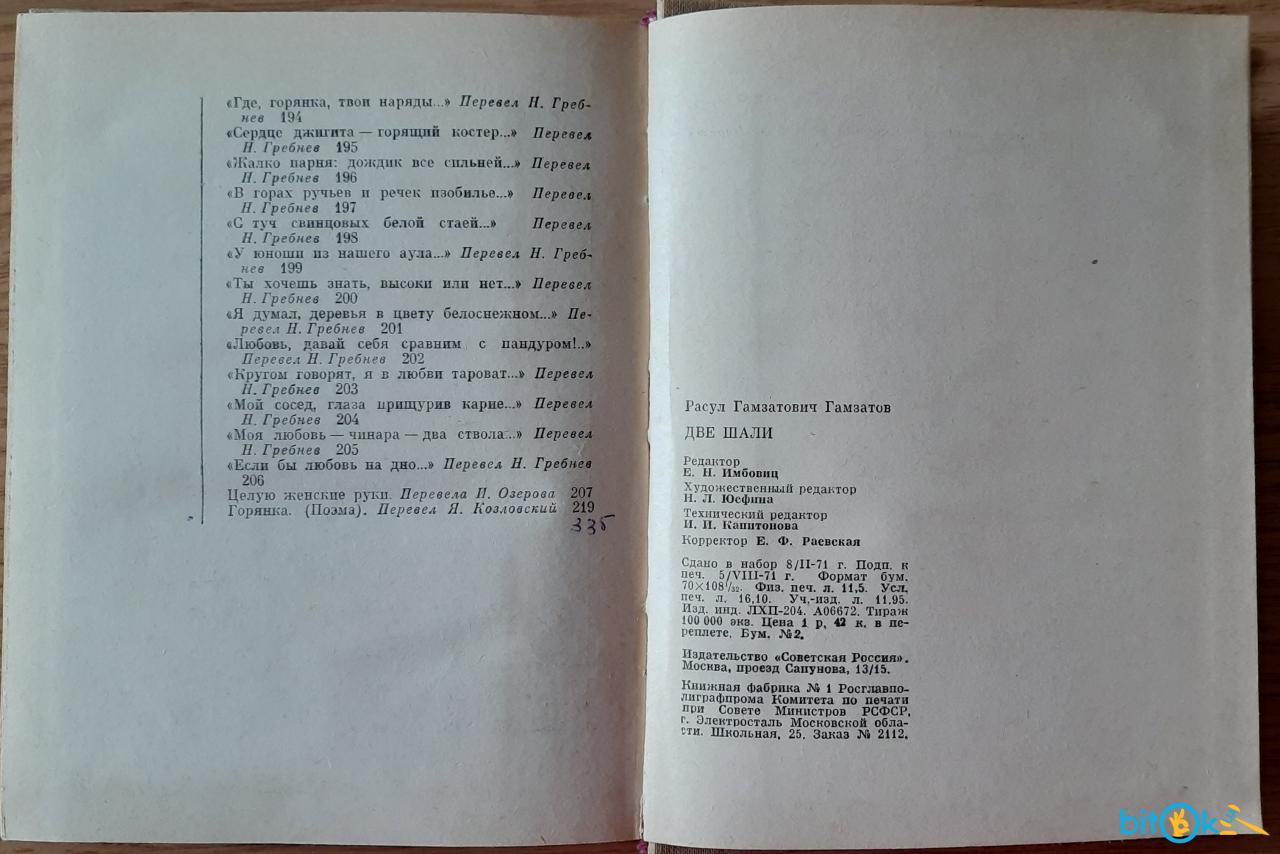 «Где, горянка, твои наряды...» Перевел Н. Греб-
нев 194
«Сердце джигита — горящий костер...» Перевел
Н. Гребнев 195
«Жалко парня: дождик все сильней...» Перевел
Н. Гребнев 196
«В горах ручьев и речек изобилье...» Перевел
Н. Гребнев 197
«С туч свинцовых белой стаей...» Перевел
Н. Гребнев 198
«У юноши из нашего аула...» Перевел Н. Греб-
нев 199
«Ты хочешь знать, высоки или нет...» Перевел
Н. Гребнев 200
«Я думал, деревья в цвету белоснежном...» Пе-
ревел Н. Гребнев 201
«Любовь, давай себя сравним с пандуром!..»
Перевел Н. Гребнев 202
«Кругом говорят, я в любви тароват...» Перевел
Н. Гребнев 203
«Мой сосед, глаза прищурив карие...» Перевел
Н. Гребнев 204
«Моя любовь — чинара — два ствола...» Перевел
Н. Гребнев 205
«Если бы любовь на дно...» Перевел Н. Гребнев
206
Целую женские руки. Перевела И. Озерова 207
Горянка. (Поэма). Перевел Я. Козловский 219
335
Расул Гамзатович Гамзатов
ДВЕ ШАЛИ
Редактор
Е. Н. Имбовиц
Художественный редактор
Н. Л. Юсфина
Технический редактор
И. И. Капитонова
Корректор Е. Ф. Раевская
Сдано в набор 8/II-71 г. Подп. к
печ. 5/VIII-71 г. Формат бум.
70×108¹/₃₂. Физ. печ. л. 11,5. Усл.
печ. л. 16,10. Уч.-изд. л. 11,95.
Изд. инд. ЛХП-204. А06672. Тираж
100 000 экз. Цена 1 р. 42 к. в пе-
реплете, Бум. №2.
Издательство «Советская Россия».
Москва, проезд Сапунова, 13/15.
Книжная фабрика № 1 Росглавпо-
лиграфпрома Комитета по печати
при Совете Министров РСФСР,
г. Электросталь Московской обла-
сти. Школьная, 25. Заказ № 2112.
bitOk